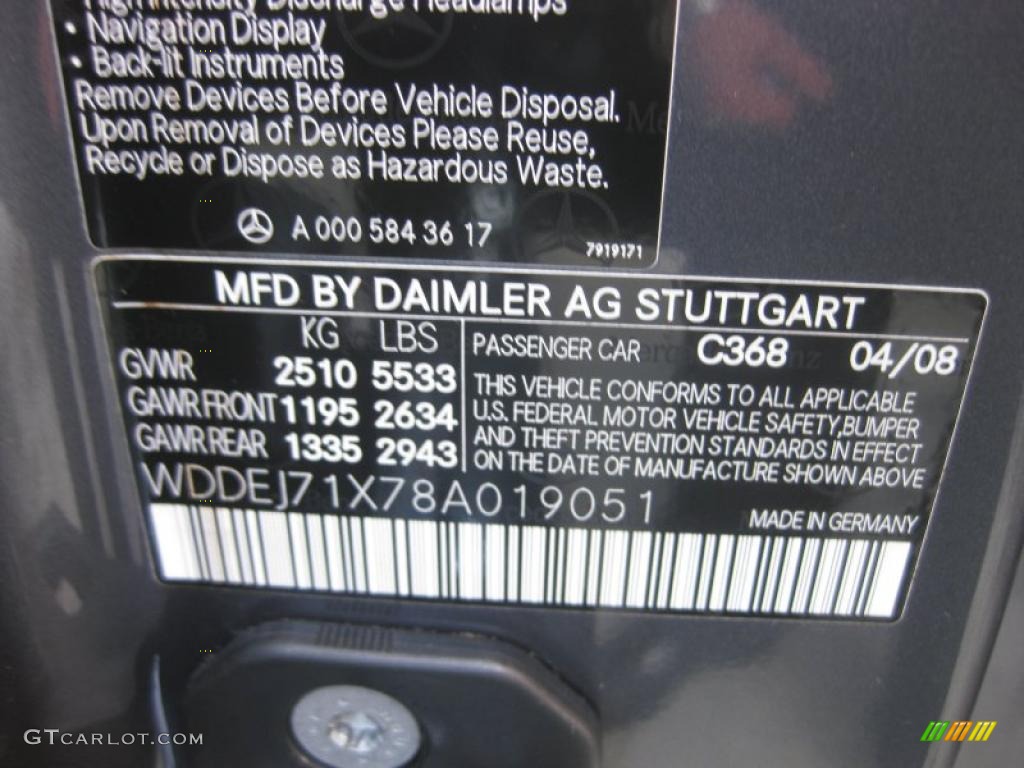 High Intensity Discharge Headlamps
• Navigation Display
• Back-lit Instruments
Remove Devices Before Vehicle Disposal.
Upon Removal of Devices Please Reuse,
Recycle or Dispose as Hazardous Waste.
A 000 584 36 17
7919171
MFD BY DAIMLER AG STUTTGART
KG LBS
GVWR 2510 5533
GAWR FRONT 1195 2634
GAWR REAR 1335 2943
PASSENGER CAR C368 04/08
THIS VEHICLE CONFORMS TO ALL APPLICABLE
U.S. FEDERAL MOTOR VEHICLE SAFETY, BUMPER
AND THEFT PREVENTION STANDARDS IN EFFECT
ON THE DATE OF MANUFACTURE SHOWN ABOVE
WDDEJ71X78A019051
MADE IN GERMANY
GTCARLOT.COM